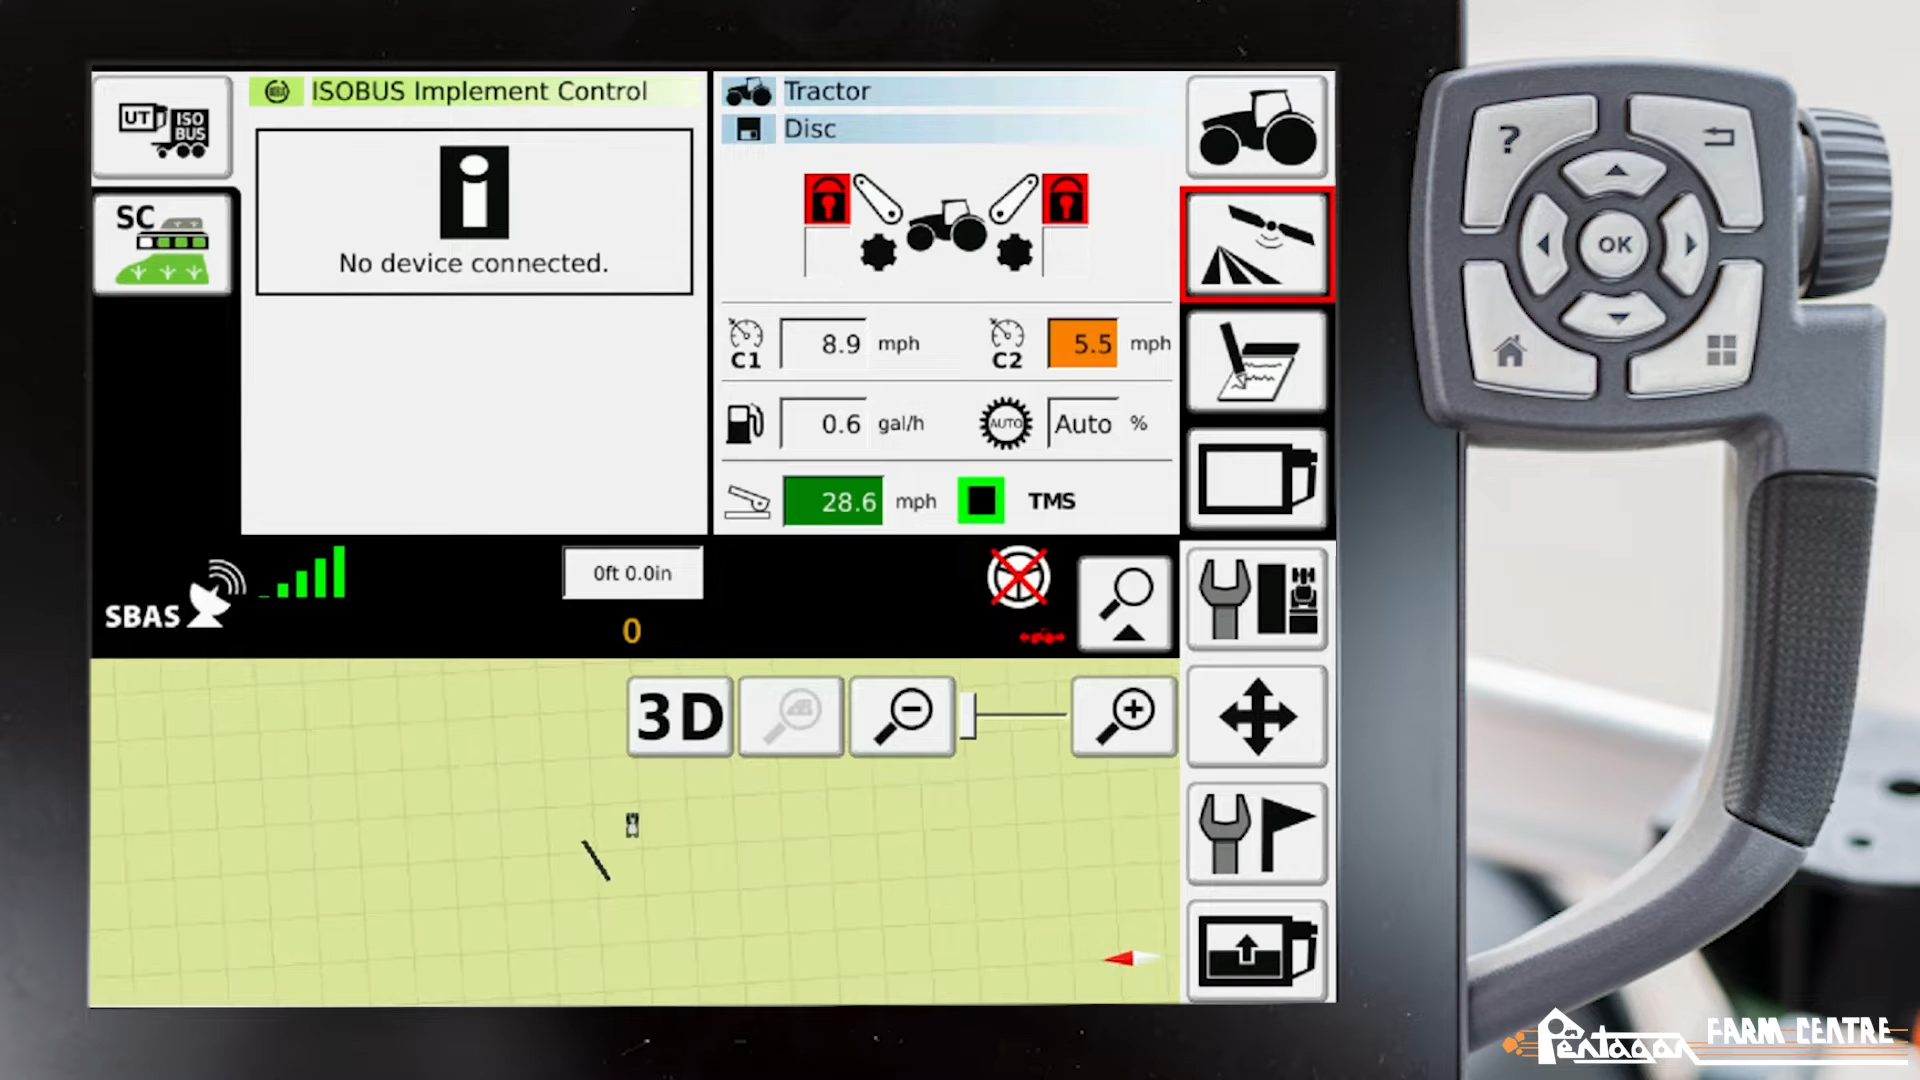 UT
ISO
BUS
SC
ISOBUS Implement Control
No device connected.
Tractor
Disc
C1
8.9 mph
C2
5.5 mph
0.6 gal/h
AUTO
Auto %
28.6 mph
TMS
SBAS
0ft 0.0in
0
3D
?
OK
Pentagon FARM CENTRE